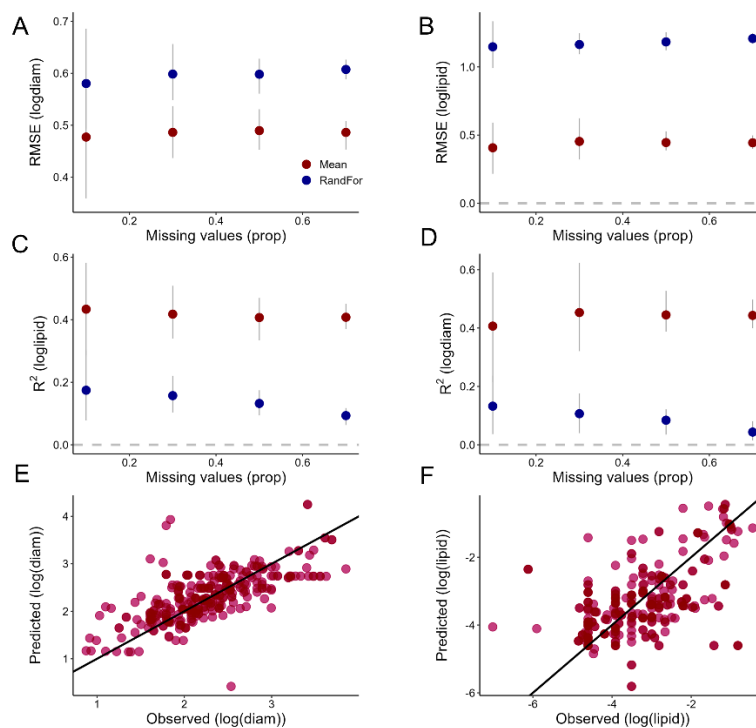 A
0.7
0.6
0.5
0.4
RMSE (logdiam)
Mean
RandFor
0.2
0.4
0.6
Missing values (prop)
B
1.0
0.5
0.0
RMSE (loglipid)
0.2
0.4
0.6
Missing values (prop)
C
0.6
0.4
0.2
0.0
R² (loglipid)
0.2
0.4
0.6
Missing values (prop)
D
0.6
0.4
0.2
0.0
R² (logdiam)
0.2
0.4
0.6
Missing values (prop)
E
4
3
2
1
Predicted (log(diam))
1
2
3
Observed (log(diam))
F
-2
-4
-6
Predicted (log(lipid))
-6
-4
-2
Observed (log(lipid))